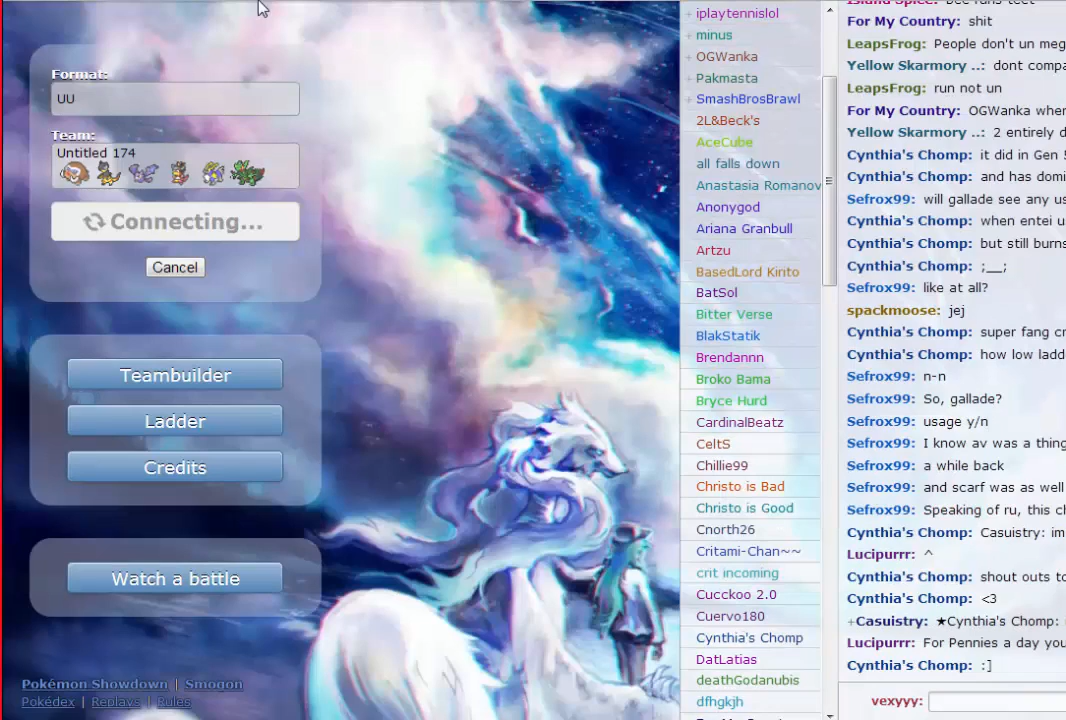 Format:
UU
Team:
Untitled 174
Connecting...
Cancel
Teambuilder
Ladder
Credits
Watch a battle
Pokémon Showdown | Smogon
Pokédex | Replays | Rules
+ iplaytennislol
+ minus
+ OGWanka
+ Pakmasta
+ SmashBrosBrawl
2L&Beck's
AceCube
all falls down
Anastasia Romanov
Anonygod
Ariana Granbull
Artzu
BasedLord Kirito
BatSol
Bitter Verse
BlakStatik
Brendannn
Broko Bama
Bryce Hurd
CardinalBeatz
CeltS
Chillie99
Christo is Bad
Christo is Good
Cnorth26
Critami-Chan~~
crit incoming
Cucckoo 2.0
Cuervo180
Cynthia's Chomp
DatLatias
deathGodanubis
dfhgkjh
For My Country: shit
LeapsFrog: People don't un meg
Yellow Skarmory ..: dont compa
LeapsFrog: run not un
For My Country: OGWanka when
Yellow Skarmory ..: 2 entirely d
Cynthia's Chomp: it did in Gen 5
Cynthia's Chomp: and has domi
Sefrox99: will gallade see any us
Cynthia's Chomp: when entei u
Cynthia's Chomp: but still burns
Cynthia's Chomp: ;__;
Sefrox99: like at all?
spackmoose: jej
Cynthia's Chomp: super fang cr
Cynthia's Chomp: how low ladd
Sefrox99: n-n
Sefrox99: So, gallade?
Sefrox99: usage y/n
Sefrox99: I know av was a thing
Sefrox99: a while back
Sefrox99: and scarf was as well
Sefrox99: Speaking of ru, this ch
Cynthia's Chomp: Casuistry: im
Lucipurrr: ^
Cynthia's Chomp: shout outs to
Cynthia's Chomp: <3
+Casuistry: ★Cynthia's Chomp:
Lucipurrr: For Pennies a day you
Cynthia's Chomp: :]
vexyyy: